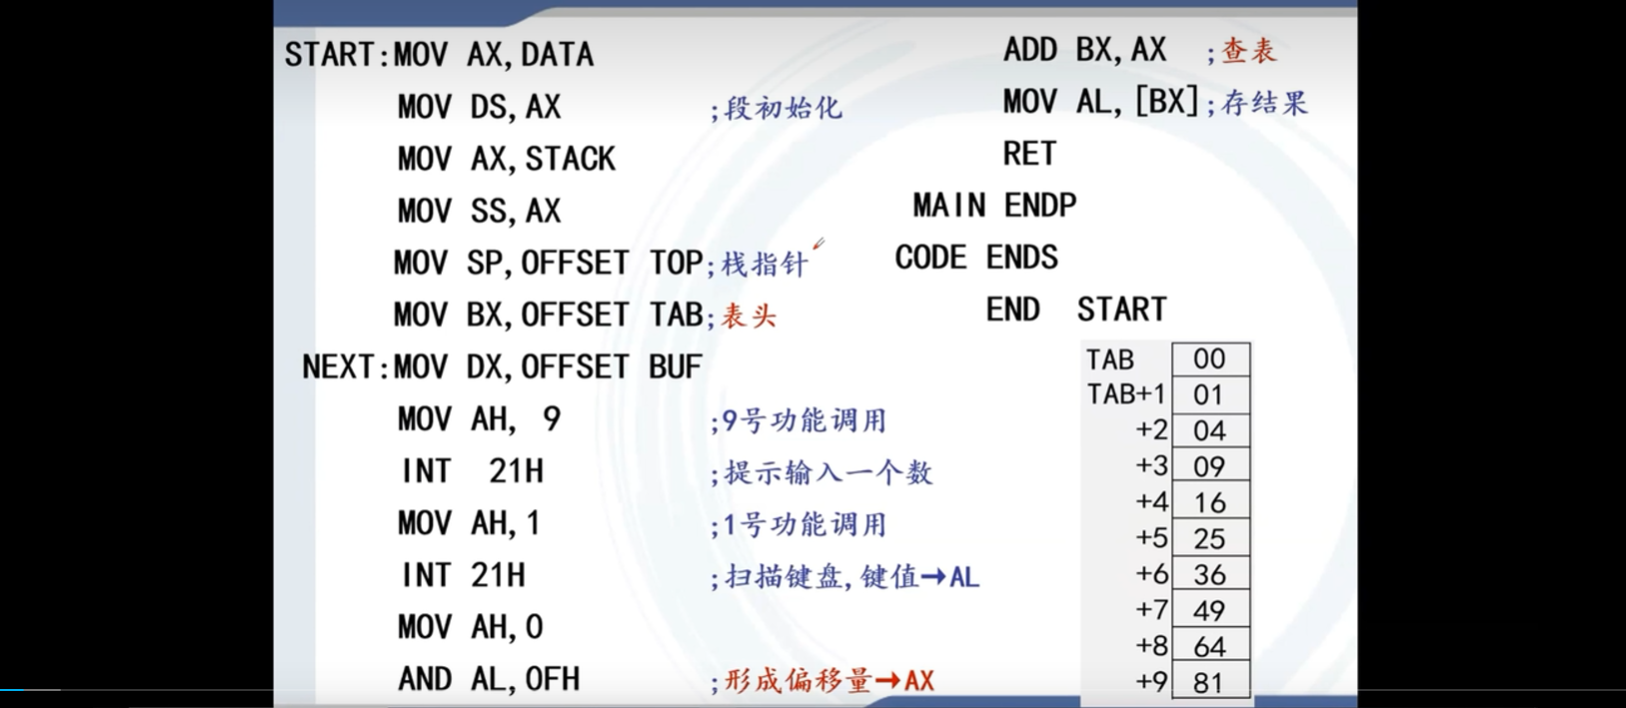 START:MOV AX,DATA
MOV DS,AX ;段初始化
MOV AX,STACK
MOV SS,AX
MOV SP,OFFSET TOP;栈指针
MOV BX,OFFSET TAB;表头
NEXT:MOV DX,OFFSET BUF
MOV AH, 9 ;9号功能调用
INT 21H ;提示输入一个数
MOV AH,1 ;1号功能调用
INT 21H ;扫描键盘,键值→AL
MOV AH,0
AND AL,0FH ;形成偏移量→AX
ADD BX,AX ;查表
MOV AL,[BX];存结果
RET
MAIN ENDP
CODE ENDS
END START
TAB 00
TAB+1 01
+2 04
+3 09
+4 16
+5 25
+6 36
+7 49
+8 64
+9 81